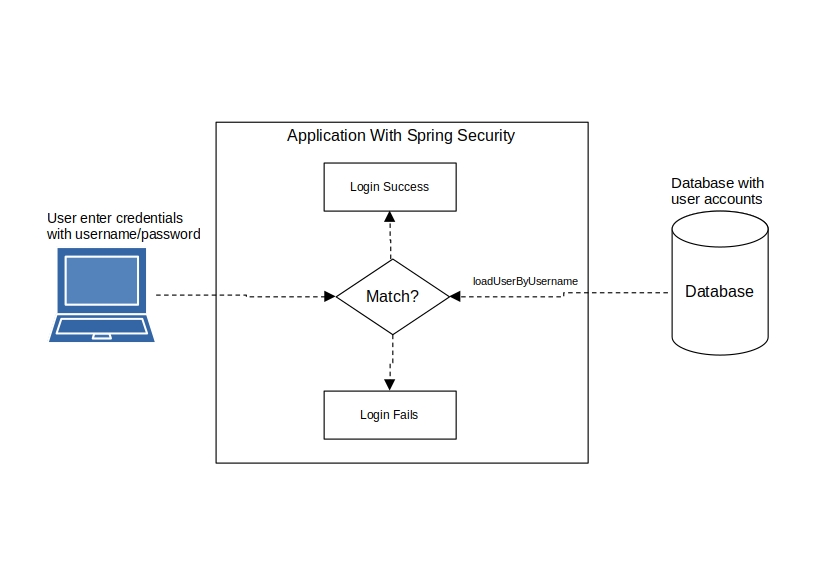 Application With Spring Security
Login Success
Database with
user accounts
User enter credentials
with username/password
loadUserByUsername
Match?
Database
Login Fails